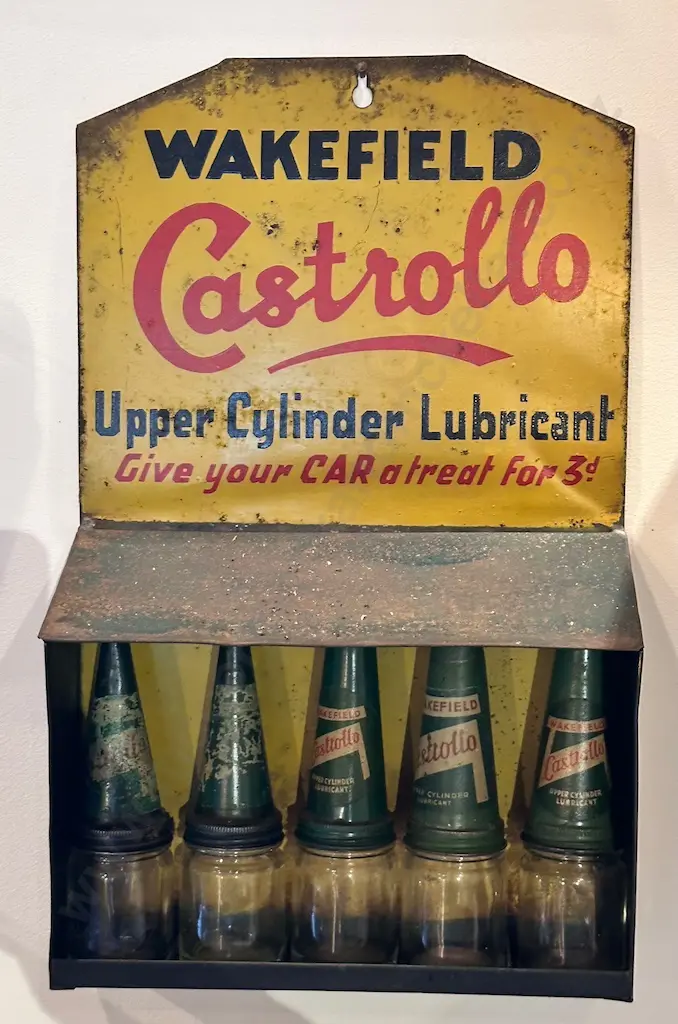 WAKEFIELD
Castrollo
Upper Cylinder Lubricant
Give your CAR a treat for 3d
WAKEFIELD
Castrollo
UPPER CYLINDER
LUBRICANT
WAKEFIELD
Castrollo
UPPER CYLINDER
LUBRICANT
WAKEFIELD
Castrollo
UPPER CYLINDER
LUBRICANT